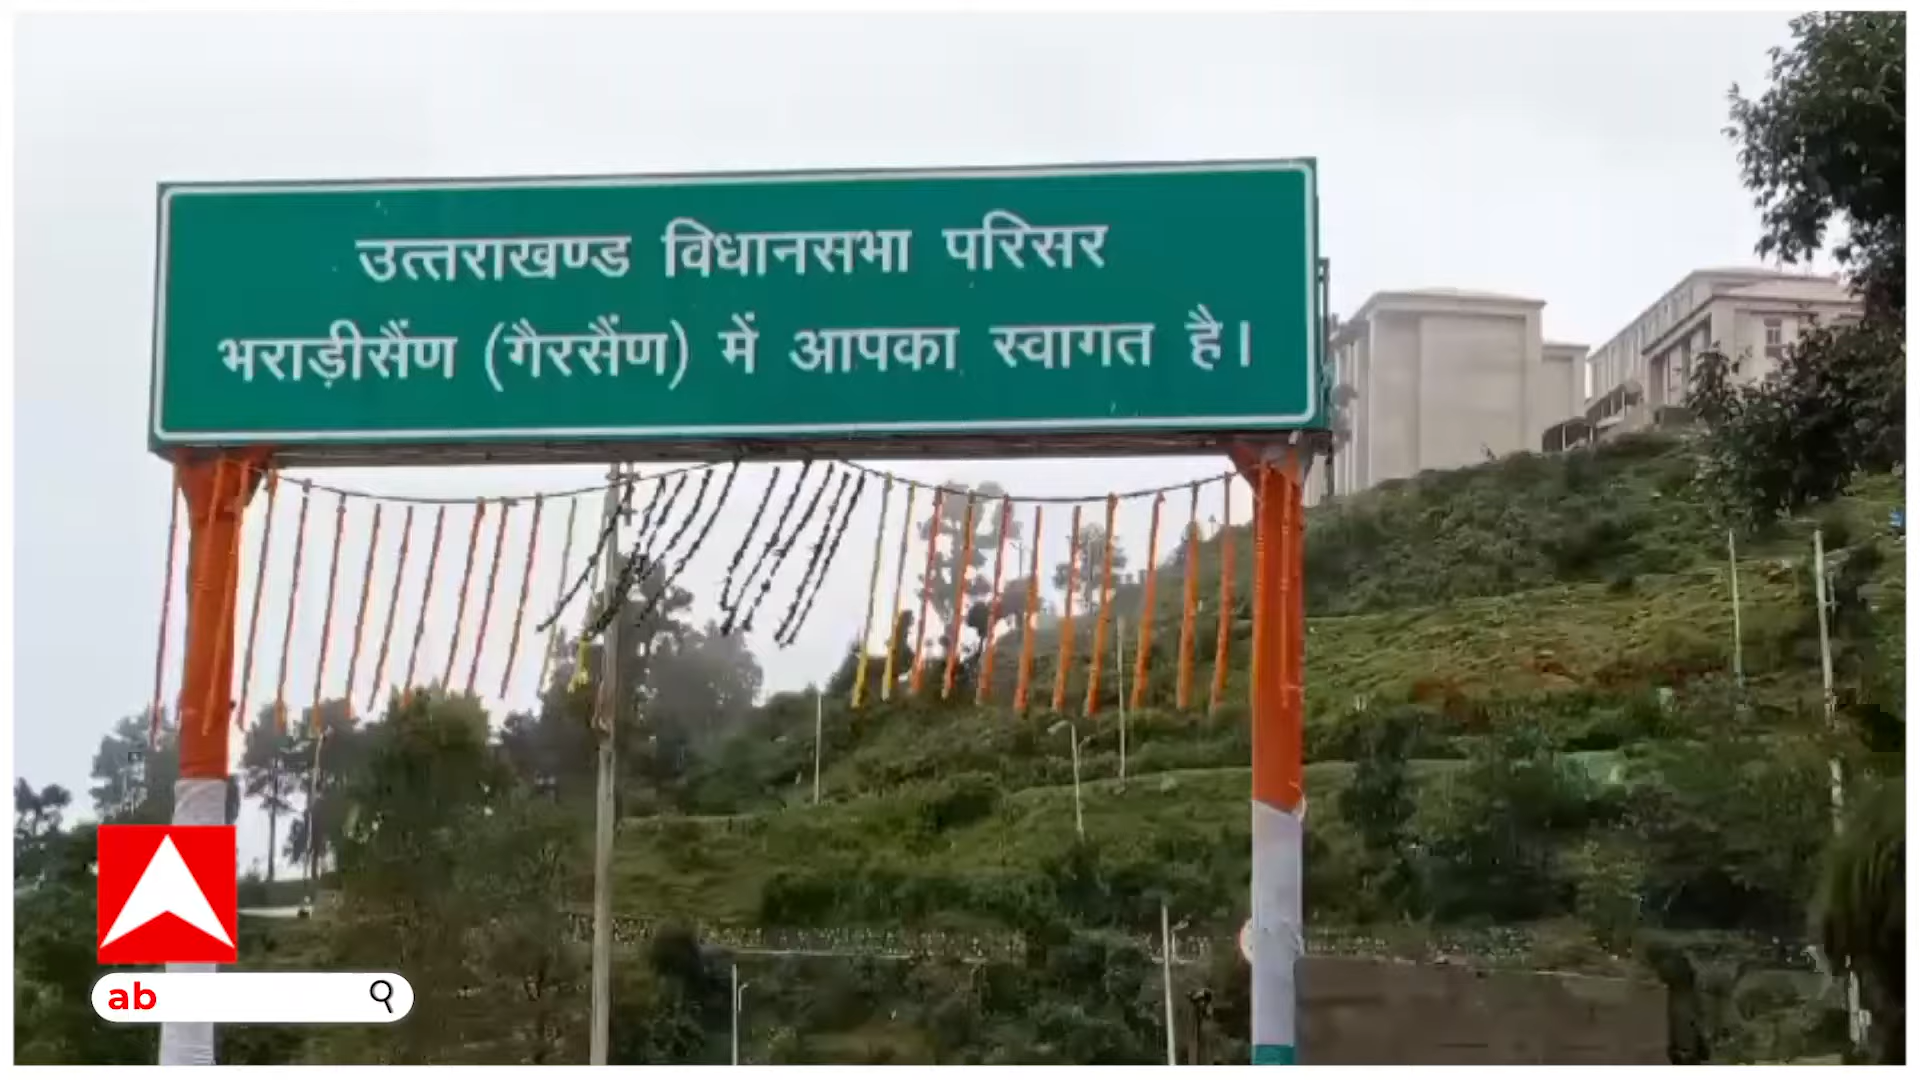 उत्तराखण्ड विधानसभा परिसर
भराड़ीसैंण (गैरसैंण) में आपका स्वागत है।
ab